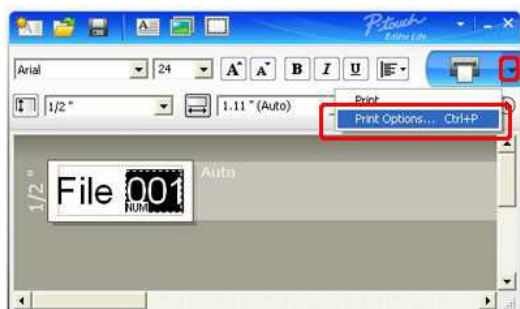 P-touch
Editor Lite
Arial 24 A A B I U
1/2 " 1.11 " (Auto) Print
Print Options... Ctrl+P
1/2 "
Auto
File 001
NUM